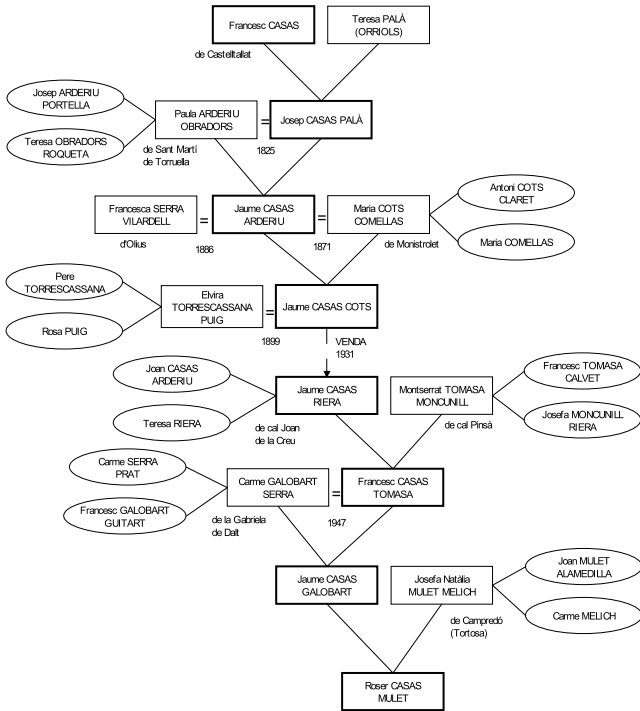 Francesc CASAS
Teresa PALÀ
(ORRIOLS)
de Castelltallat
Josep ARDERIU
PORTELLA
Teresa OBRADORS
ROQUETA
Paula ARDERIU
OBRADORS
=
Josep CASAS PALÀ
de Sant Martí
de Torruella
1825
Francesca SERRA
VILARDELL
=
Jaume CASAS
ARDERIU
=
Maria COTS
COMELLAS
Antoni COTS
CLARET
Maria COMELLAS
d'Olius
1886
1871
de Monistrolet
Pere
TORRESCASSANA
Rosa PUIG
Elvira
TORRESCASSANA
PUIG
=
Jaume CASAS COTS
1899
VENDA
1931
Joan CASAS
ARDERIU
Teresa RIERA
Jaume CASAS
RIERA
Montserrat TOMASA
MONCUNILL
Francesc TOMASA
CALVET
Josefa MONCUNILL
RIERA
de cal Joan
de la Creu
de cal Pinsà
Carme SERRA
PRAT
Francesc GALOBART
GUITART
Carme GALOBART
SERRA
=
Francesc CASAS
TOMASA
de la Gabriela
de Dalt
1947
Jaume CASAS
GALOBART
Josefa Natàlia
MULET MELICH
Joan MULET
ALAMEDILLA
Carme MELICH
de Campredó
(Tortosa)
Roser CASAS
MULET